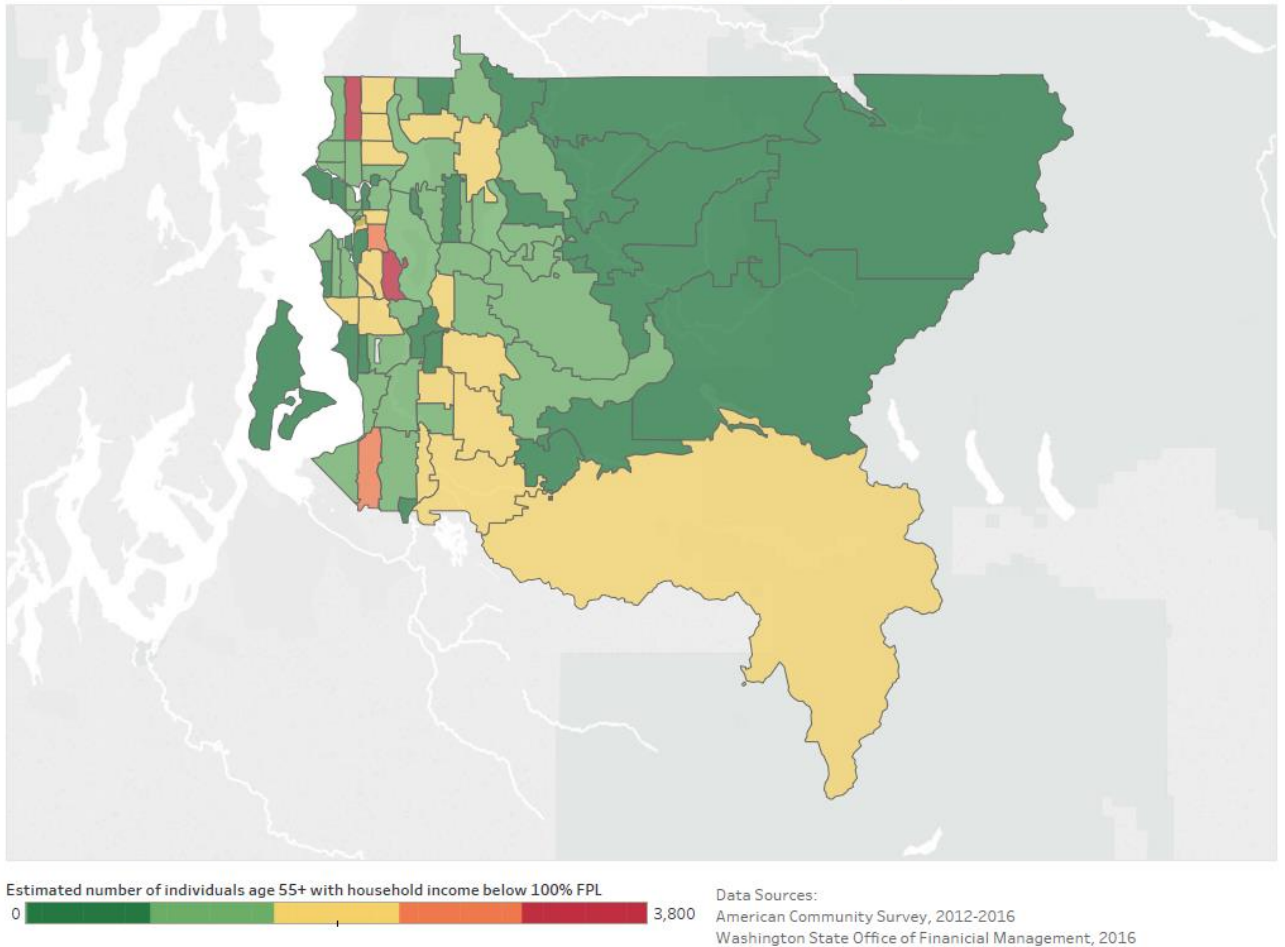 Estimated number of individuals age 55+ with household income below 100% FPL
0 3,800
Data Sources:
American Community Survey, 2012-2016
Washington State Office of Finanicial Management, 2016